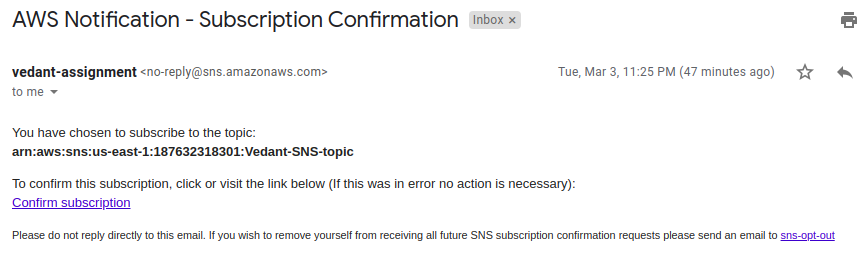 AWS Notification - Subscription Confirmation Inbox ×
vedant-assignment <no-reply@sns.amazonaws.com> Tue, Mar 3, 11:25 PM (47 minutes ago)
to me
You have chosen to subscribe to the topic:
arn:aws:sns:us-east-1:187632318301:Vedant-SNS-topic
To confirm this subscription, click or visit the link below (If this was in error no action is necessary):
Confirm subscription
Please do not reply directly to this email. If you wish to remove yourself from receiving all future SNS subscription confirmation requests please send an email to sns-opt-out